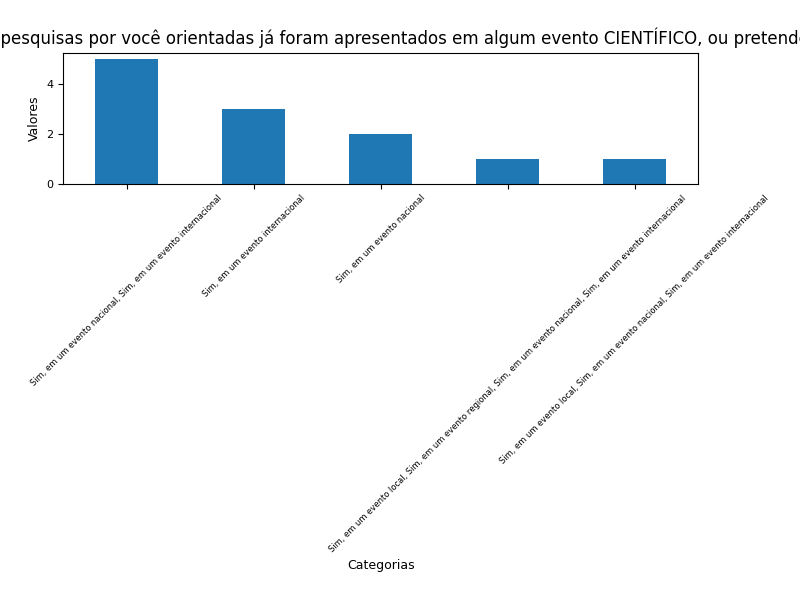 pesquisas por você orientadas já foram apresentados em algum evento CIENTÍFICO, ou pretend
Valores
4
2
0
Sim, em um evento nacional, Sim, em um evento internacional
Sim, em um evento internacional
Sim, em um evento nacional
Sim, em um evento local, Sim, em um evento regional, Sim, em um evento nacional, Sim, em um evento internacional
Sim, em um evento local, Sim, em um evento nacional, Sim, em um evento internacional
Categorias